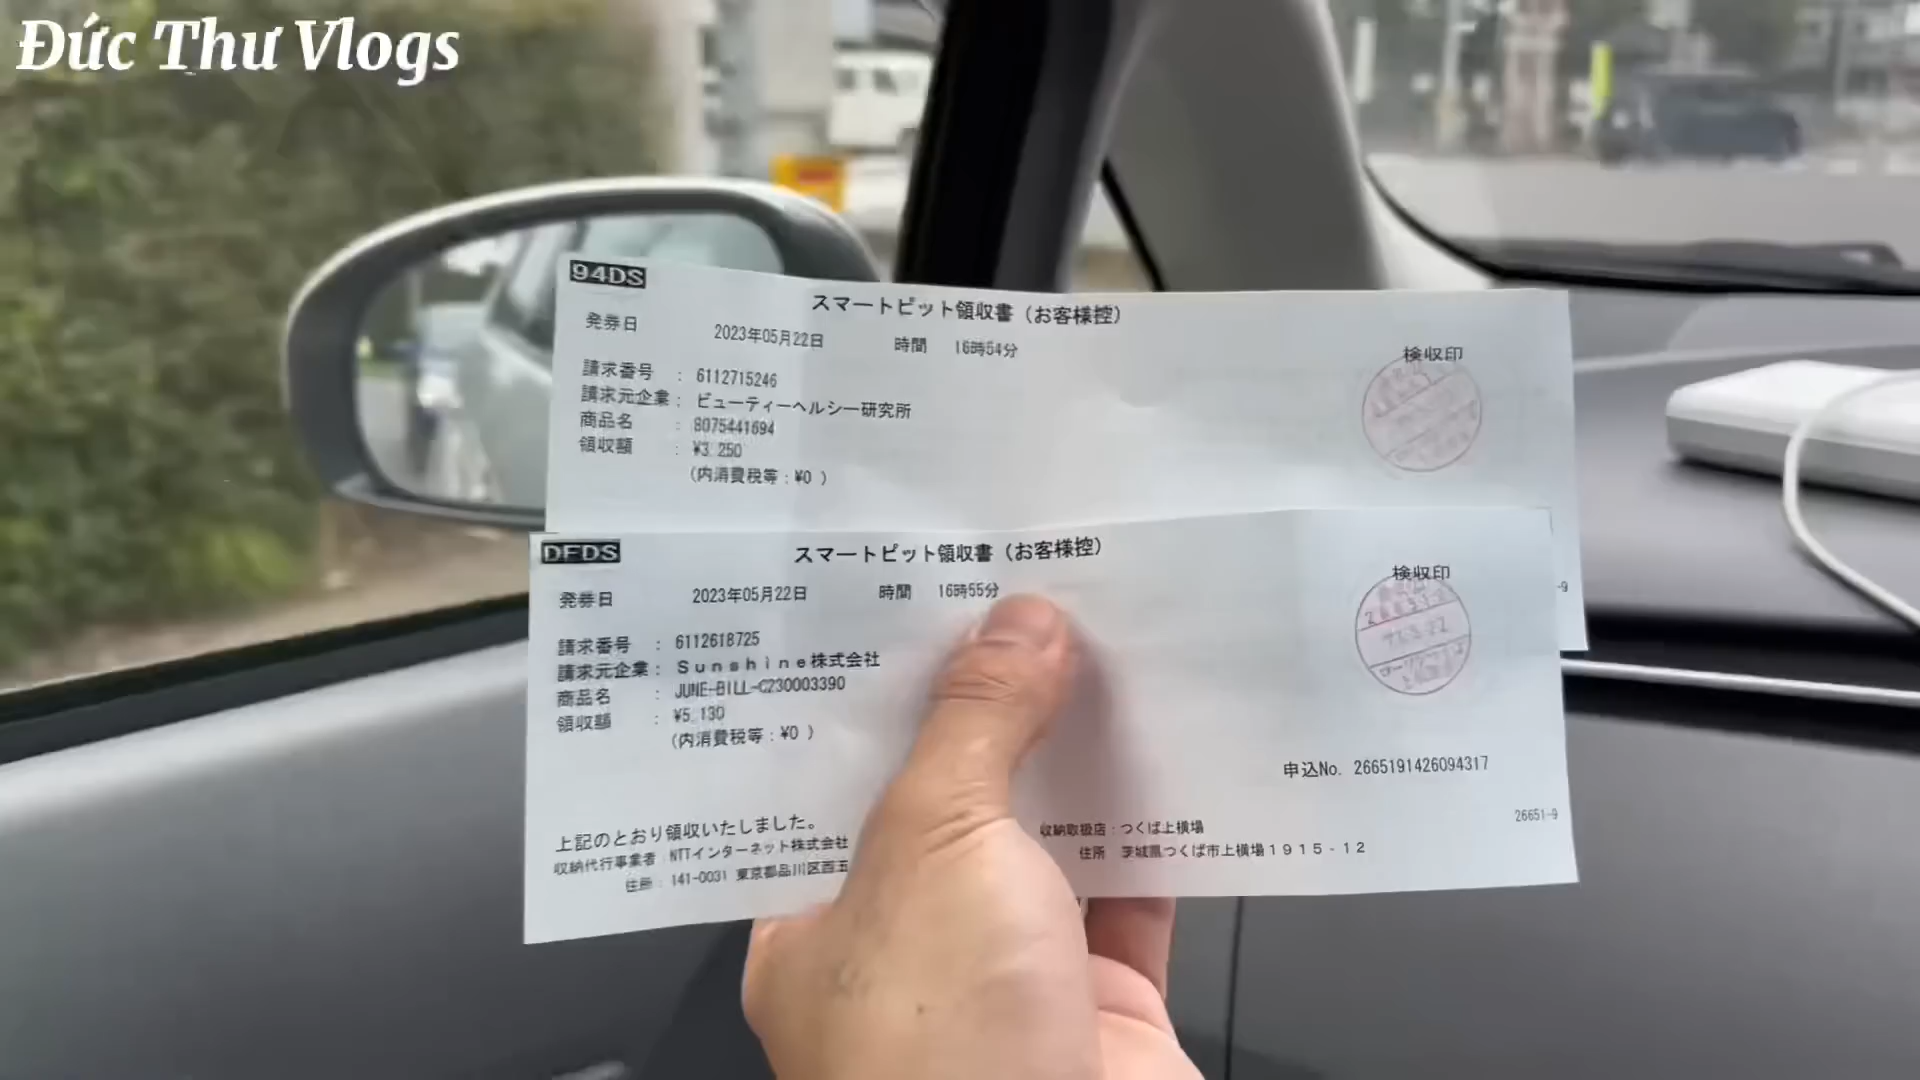 Đức Thư Vlogs
94DS
スマートピット領収書（お客様控）
発券日 2023年05月22日 時間 16時54分
検収印
請求番号 : 6112715246
請求元企業 : ビューティーヘルシー研究所
商品名 : 8075441694
領収額 : ¥3,250
(内消費税等 : ¥0 )
-9
DFDS
スマートピット領収書（お客様控）
発券日 2023年05月22日 時間 16時55分
検収印
請求番号 : 6112618725
請求元企業 : Ｓｕｎｓｈｉｎｅ株式会社
商品名 : JUNE-BILL-C230003390
領収額 : ¥5,130
(内消費税等 : ¥0 )
申込No. 2665191426094317
26651-9
上記のとおり領収いたしました。
収納代行事業者 : NTTインターネット株式会社
住所 : 141-0031 東京都品川区西五
収納取扱店 : つくば上横場
住所 茨城県つくば市上横場１９１５-１２